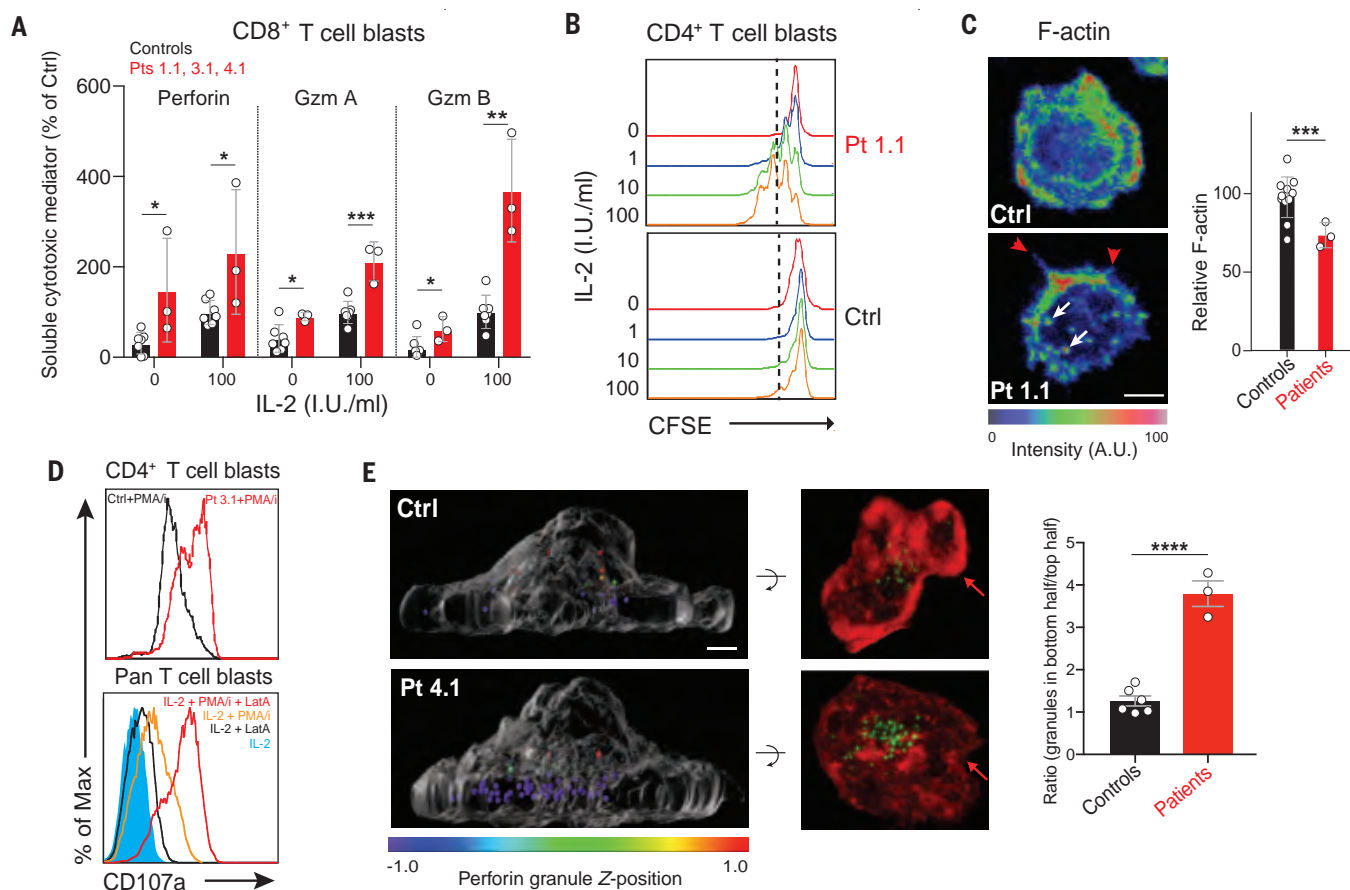 A
CD8+ T cell blasts
Controls
Pts 1.1, 3.1, 4.1
Soluble cytotoxic mediator (% of Ctrl)
600
400
200
0
Perforin
Gzm A
Gzm B
*
*
*
***
*
**
0
100
0
100
0
100
IL-2 (I.U./ml)
B
CD4+ T cell blasts
IL-2 (I.U./ml)
0
1
10
100
Pt 1.1
0
1
10
100
Ctrl
CFSE
C
F-actin
Ctrl
Pt 1.1
0
100
Intensity (A.U.)
Relative F-actin
***
100
50
0
Controls
Patients
D
CD4+ T cell blasts
Ctrl+PMA/i
Pt 3.1+PMA/i
Pan T cell blasts
IL-2 + PMA/i + LatA
IL-2 + PMA/i
IL-2 + LatA
IL-2
% of Max
CD107a
E
Ctrl
Pt 4.1
-1.0
1.0
Perforin granule Z-position
Ratio (granules in bottom half/top half)
****
5
4
3
2
1
0
Controls
Patients